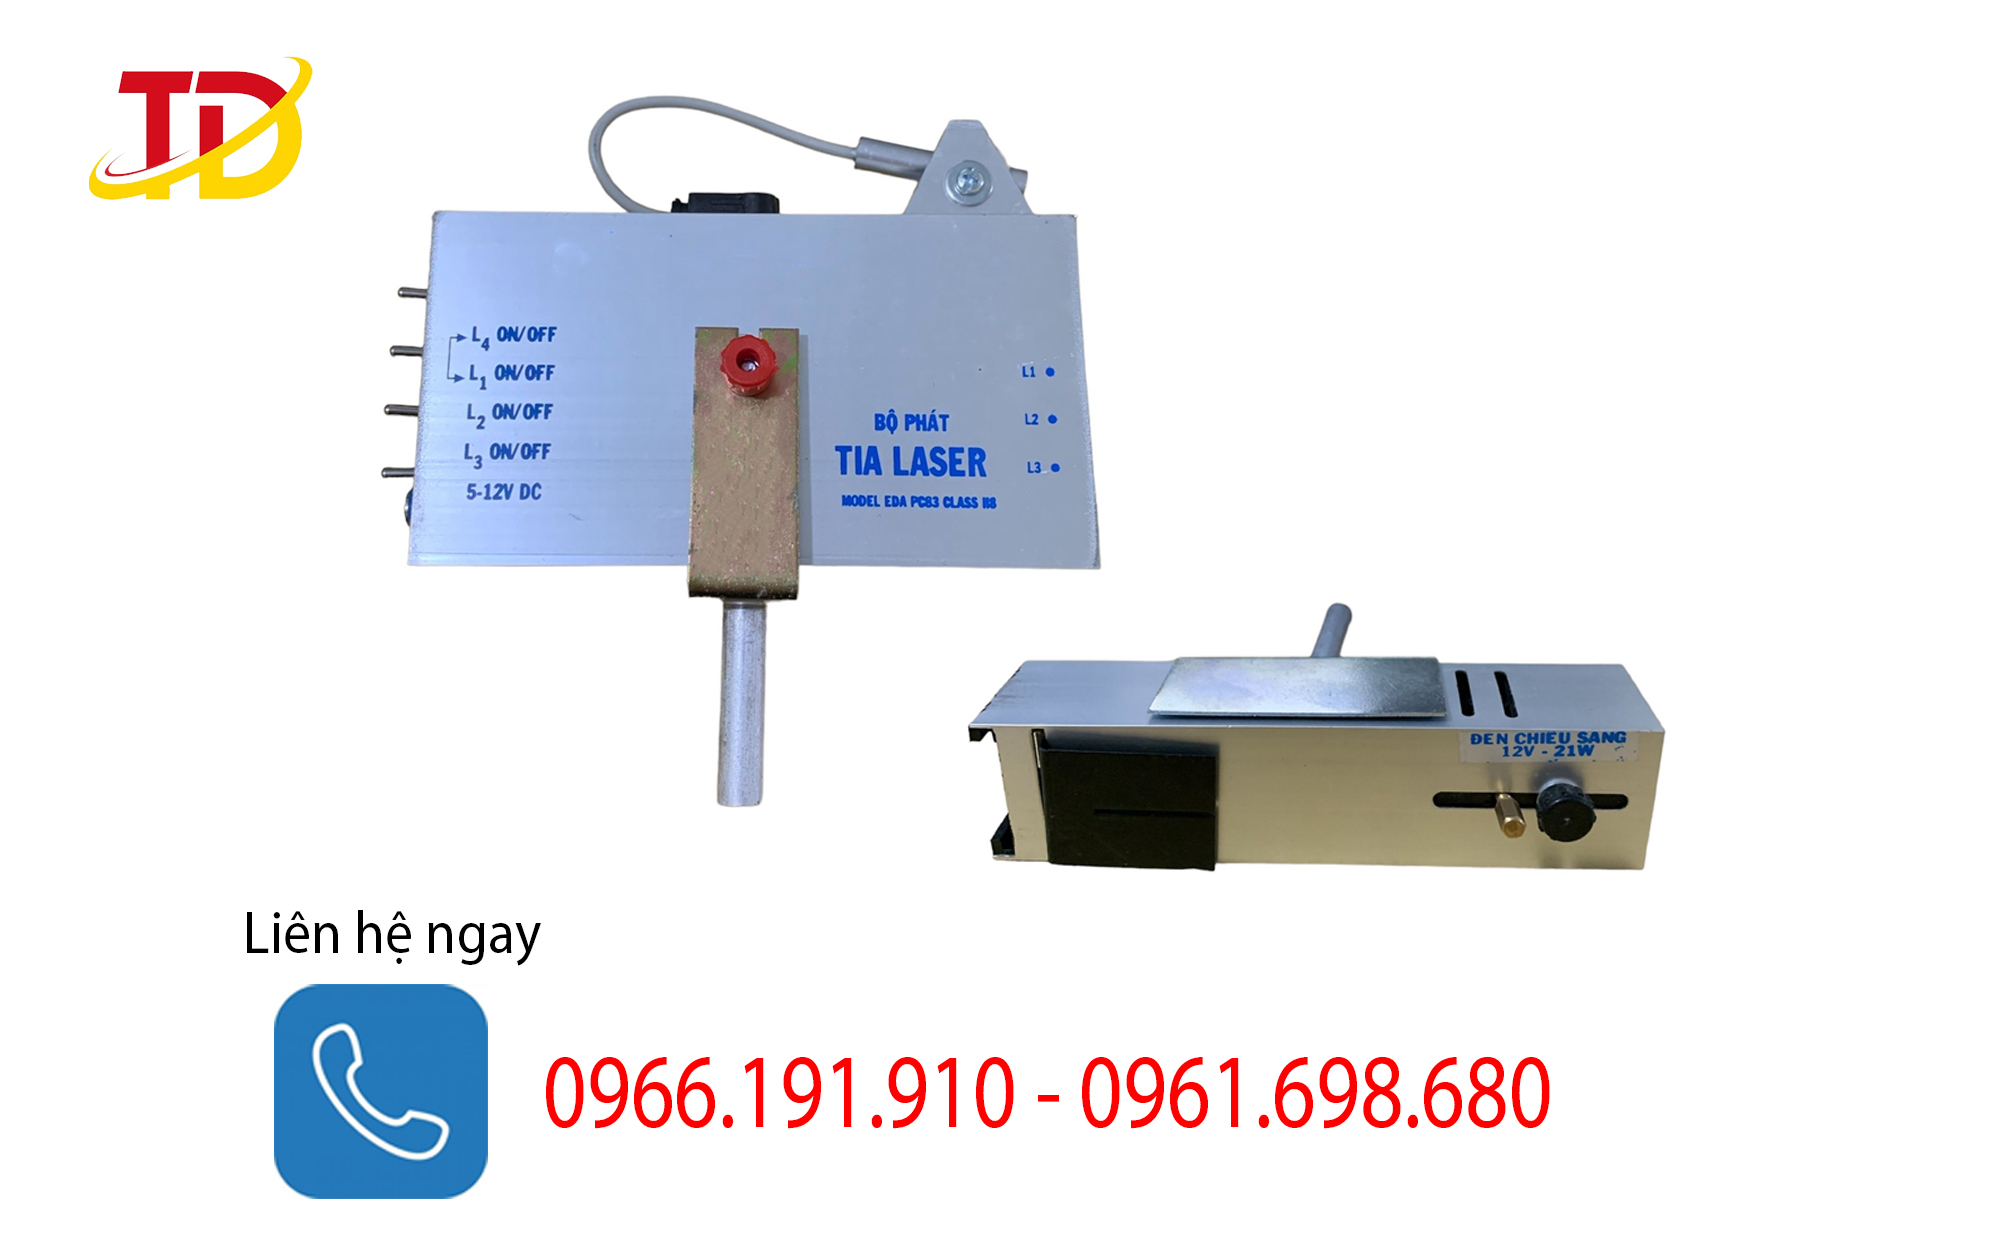 TD
L4 ON/OFF
L1 ON/OFF
L2 ON/OFF
L3 ON/OFF
5-12V DC
BỘ PHÁT
TIA LASER
MODEL EDA PC83 CLASS
L1
L2
L3
ĐEN CHIEU SANG
12V - 21W
Liên hệ ngay
0966.191.910 - 0961.698.680